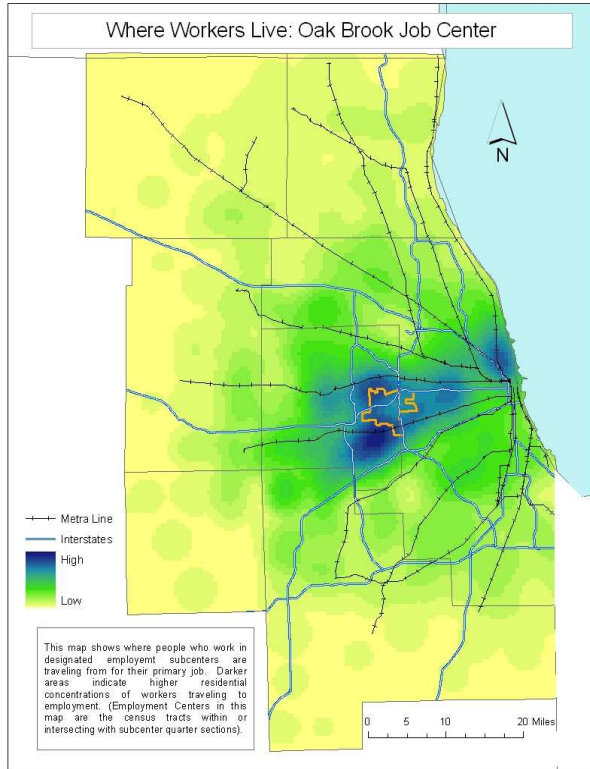 Where Workers Live: Oak Brook Job Center
N
Metra Line
Interstates
High
Low
This map shows where people who work in
designated employemt subcenters are
traveling from for their primary job. Darker
areas indicate higher residential
concentrations of workers traveling to
employment. (Employment Centers in this
map are the census tracts within or
intersecting with subcenter quarter sections).
0 5 10 20 Miles